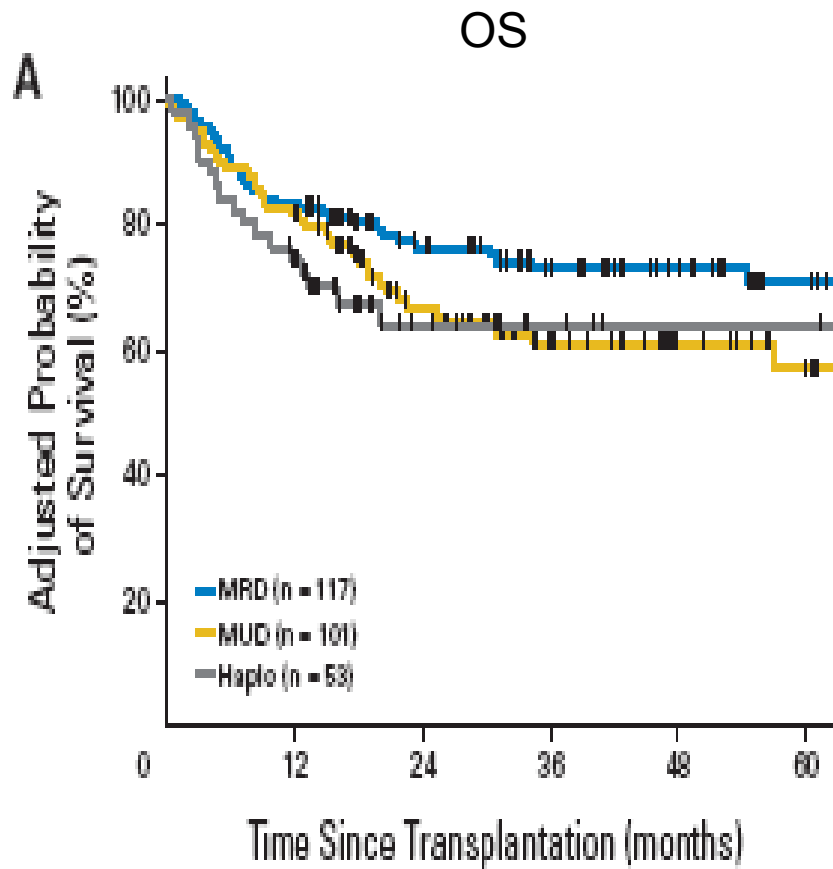 OS
A
Adjusted Probability
of Survival (%)
100
80
60
40
20
MRD (n = 117)
MUD (n = 101)
Haplo (n = 53)
0 12 24 36 48 60
Time Since Transplantation (months)